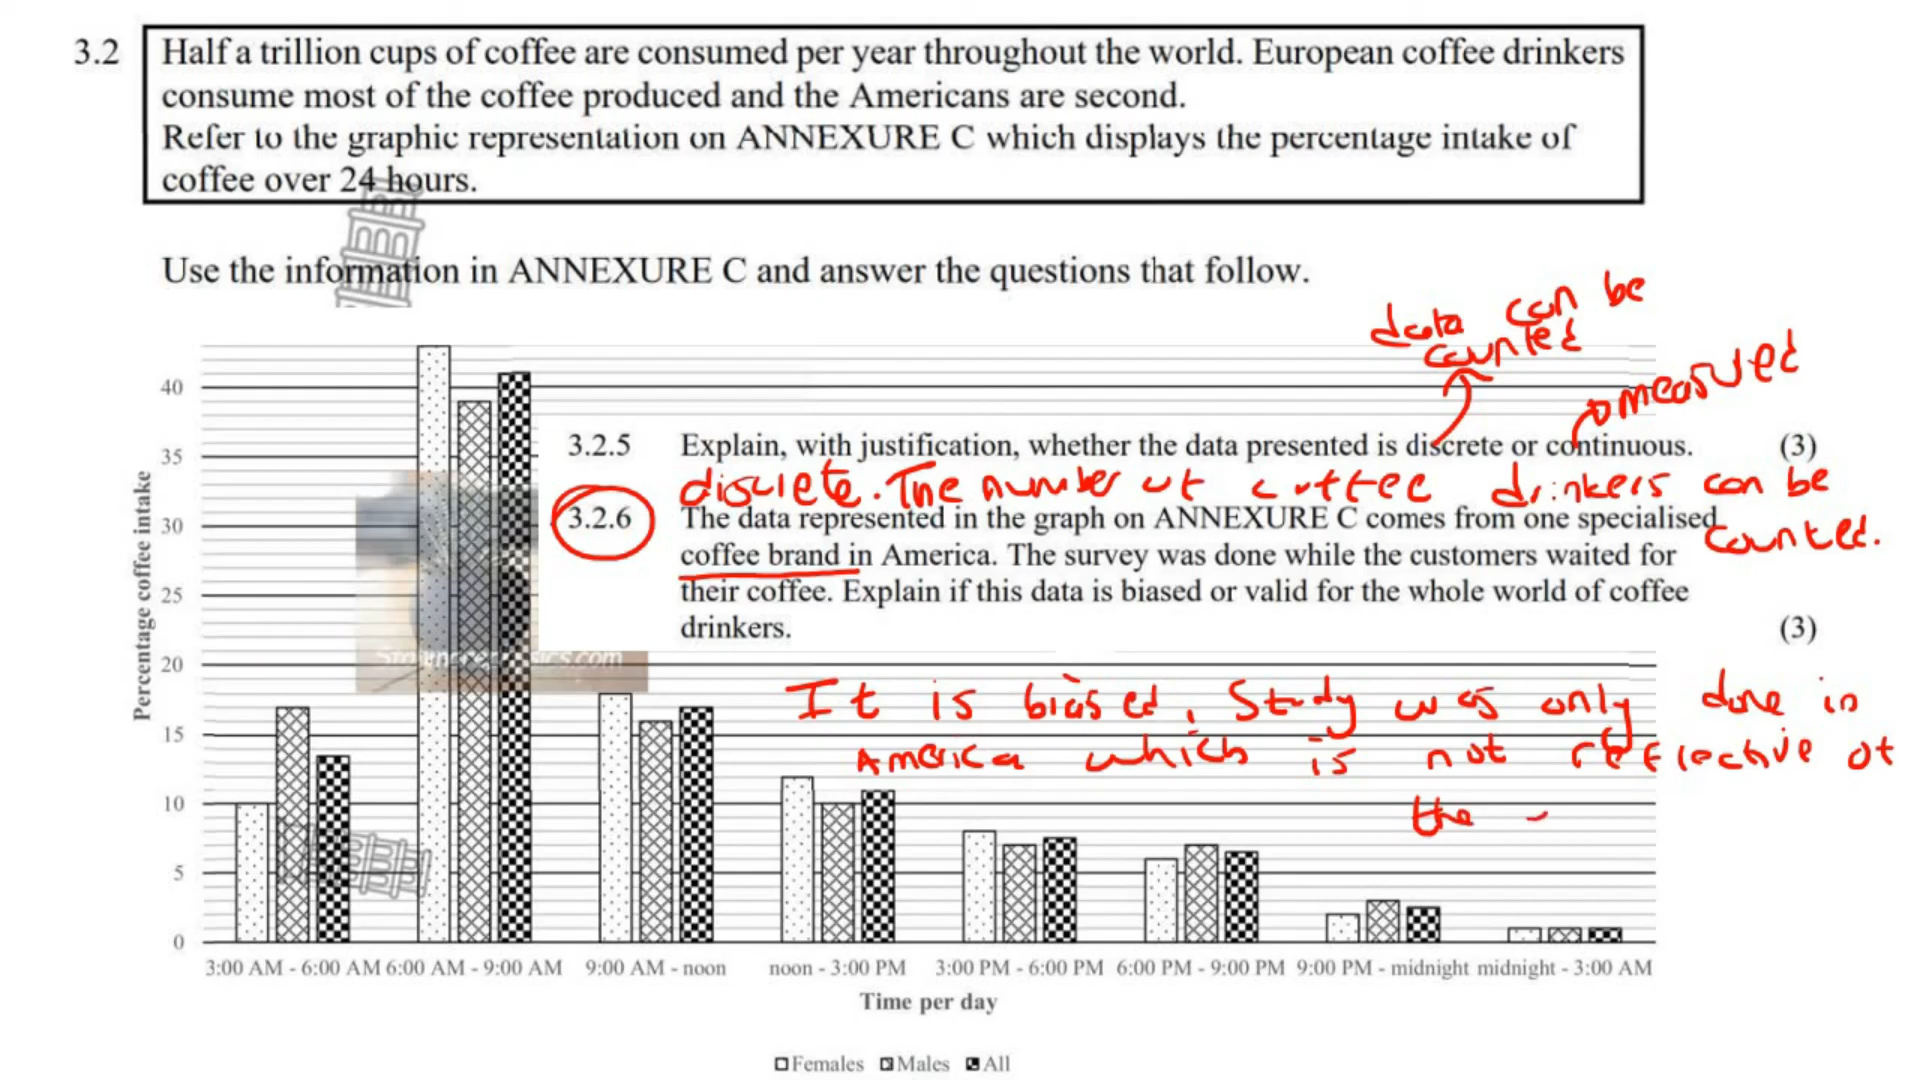 3.2 Half a trillion cups of coffee are consumed per year throughout the world. European coffee drinkers
consume most of the coffee produced and the Americans are second.
Refer to the graphic representation on ANNEXURE C which displays the percentage intake of
coffee over 24 hours.
Use the information in ANNEXURE C and answer the questions that follow.
data can be
counted
measured
3.2.5 Explain, with justification, whether the data presented is discrete or continuous. (3)
discrete. The number of coffee drinkers can be
counted.
3.2.6 The data represented in the graph on ANNEXURE C comes from one specialised
coffee brand in America. The survey was done while the customers waited for
their coffee. Explain if this data is biased or valid for the whole world of coffee
drinkers. (3)
It is biased. Study was only done in
America which is not reflective of
the
Percentage coffee intake
40
35
30
25
20
15
10
5
0
3:00 AM - 6:00 AM 6:00 AM - 9:00 AM 9:00 AM - noon noon - 3:00 PM 3:00 PM - 6:00 PM 6:00 PM - 9:00 PM 9:00 PM - midnight midnight - 3:00 AM
Time per day
Females Males All